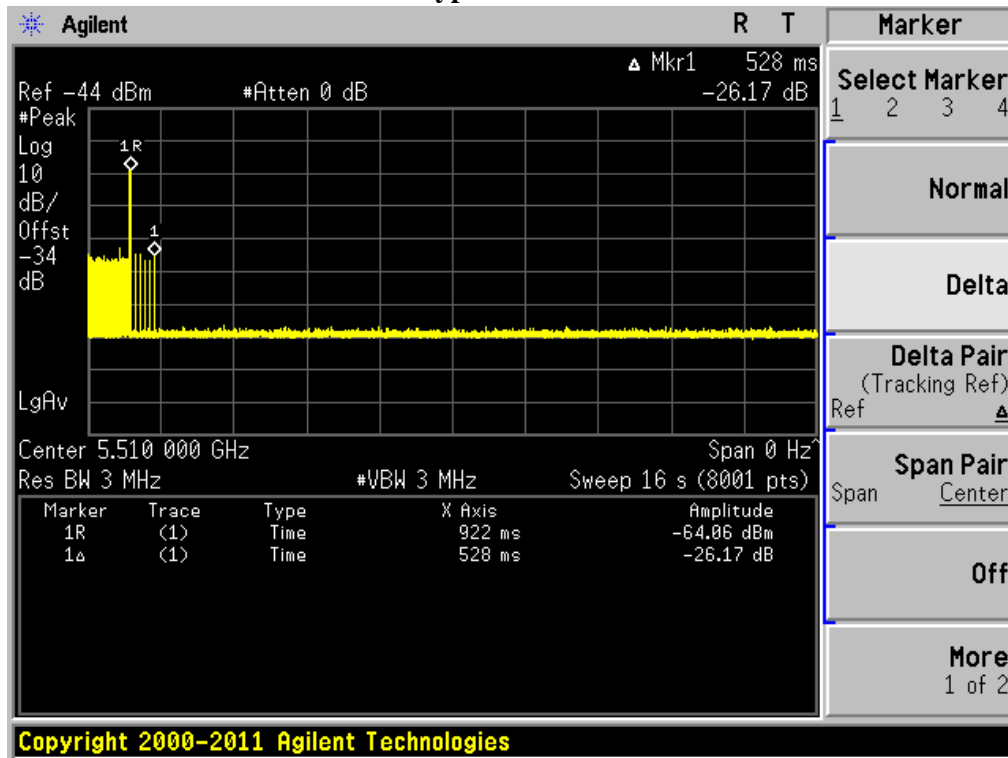 Agilent R T
Marker
▵ Mkr1 528 ms
Ref -44 dBm #Atten 0 dB -26.17 dB
#Peak
Log
10
dB/
Offst
-34
dB
1R
1
LgAv
Center 5.510 000 GHz Span 0 Hz^
Res BW 3 MHz #VBW 3 MHz Sweep 16 s (8001 pts)
Marker Trace Type X Axis Amplitude
1R (1) Time 922 ms -64.06 dBm
1▵ (1) Time 528 ms -26.17 dB
Select Marker
1 2 3 4
Normal
Delta
Delta Pair
(Tracking Ref)
Ref ▵
Span Pair
Span Center
Off
More
1 of 2
Copyright 2000-2011 Agilent Technologies